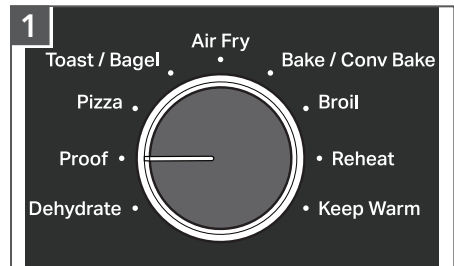 1
Air Fry
Toast / Bagel
Bake / Conv Bake
Pizza
Broil
Proof
Reheat
Dehydrate
Keep Warm